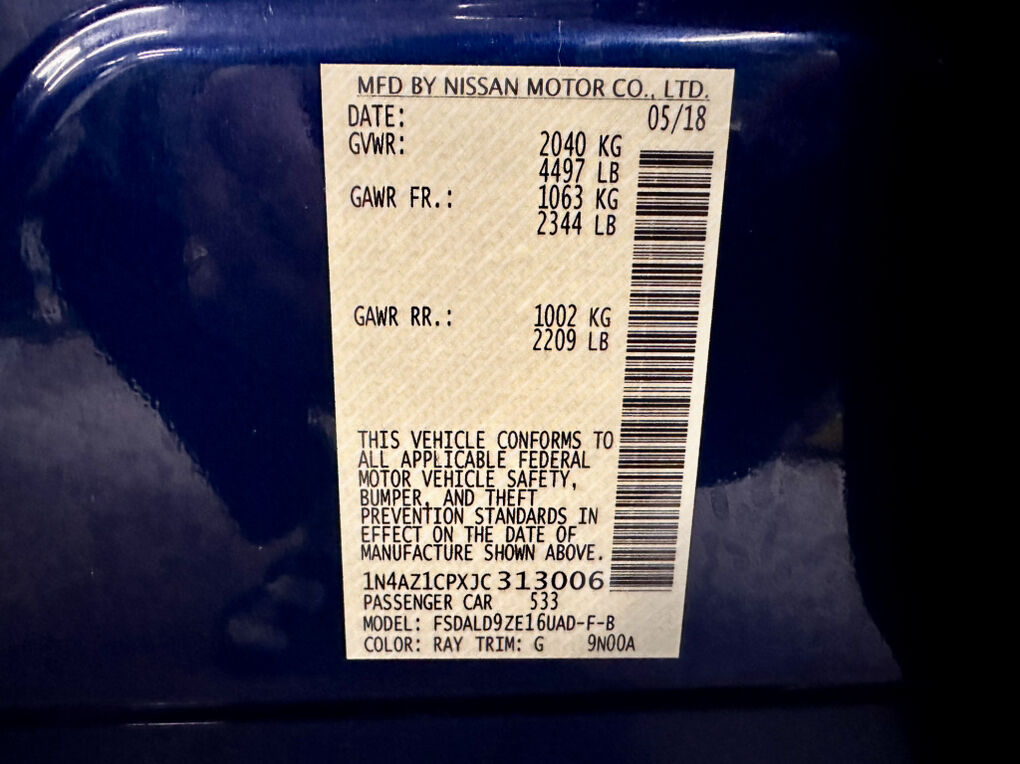 MFD BY NISSAN MOTOR CO., LTD.
DATE: 05/18
GVWR: 2040 KG
4497 LB
GAWR FR.: 1063 KG
2344 LB
GAWR RR.: 1002 KG
2209 LB
THIS VEHICLE CONFORMS TO
ALL APPLICABLE FEDERAL
MOTOR VEHICLE SAFETY,
BUMPER, AND THEFT
PREVENTION STANDARDS IN
EFFECT ON THE DATE OF
MANUFACTURE SHOWN ABOVE.
1N4AZ1CPXJC313006
PASSENGER CAR 533
MODEL: FSDALD9ZE16UAD-F-B
COLOR: RAY TRIM: G 9N00A